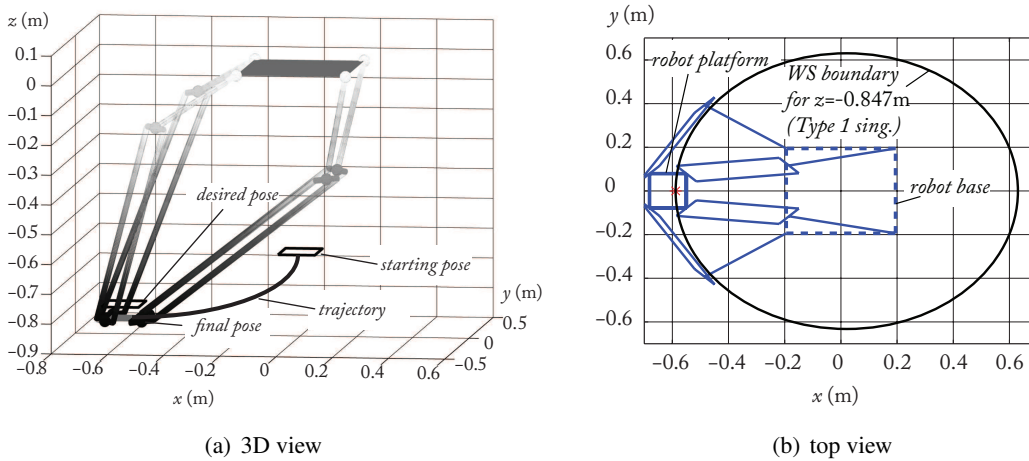 z (m)
0.1
0
−0.1
−0.2
−0.3
−0.4
−0.5
−0.6
−0.7
−0.8
−0.9
−0.8
−0.6
−0.4
−0.2
0
0.2
0.4
0.6
−0.5
0
0.5
x (m)
y (m)
desired pose
starting pose
trajectory
final pose
(a) 3D view
y (m)
0.6
0.4
0.2
0
−0.2
−0.4
−0.6
robot platform
WS boundary
for z=−0.847m
(Type 1 sing.)
robot base
−0.6
−0.4
−0.2
0
0.2
0.4
0.6
x (m)
(b) top view